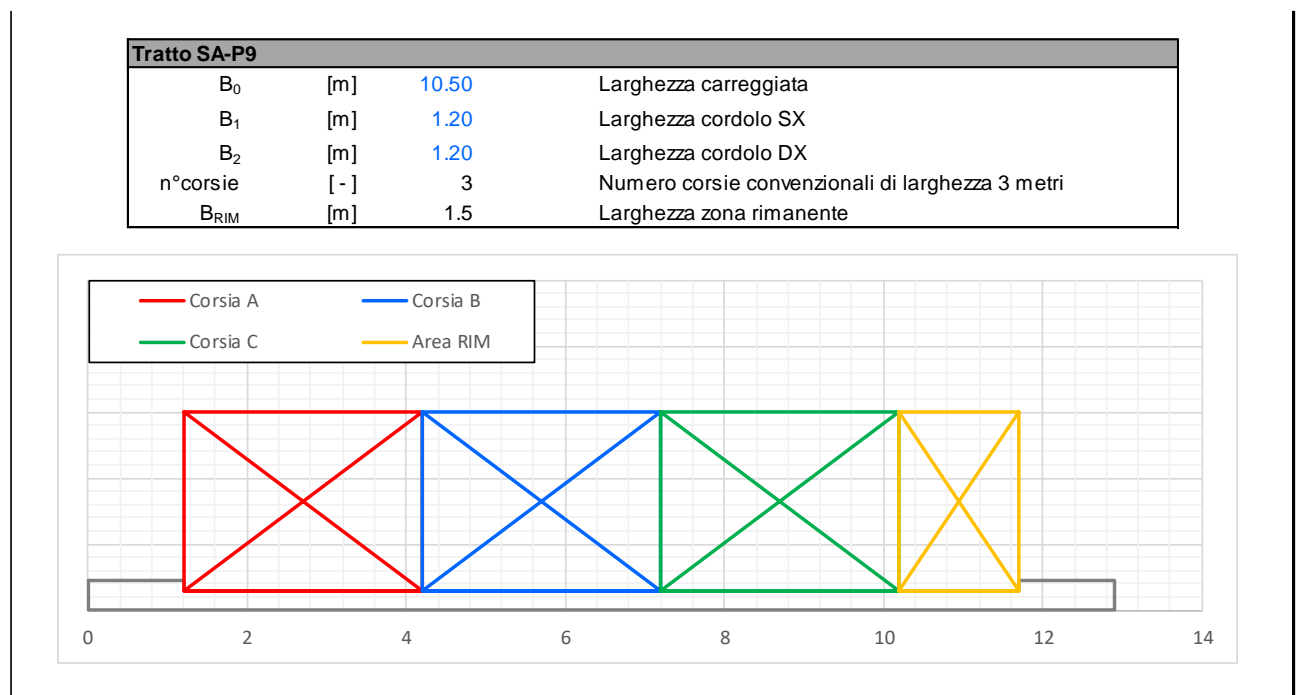 Tratto SA-P9
B₀ [m] 10.50 Larghezza carreggiata
B₁ [m] 1.20 Larghezza cordolo SX
B₂ [m] 1.20 Larghezza cordolo DX
n°corsie [ - ] 3 Numero corsie convenzionali di larghezza 3 metri
B_RIM [m] 1.5 Larghezza zona rimanente
Corsia A Corsia B
Corsia C Area RIM
0 2 4 6 8 10 12 14